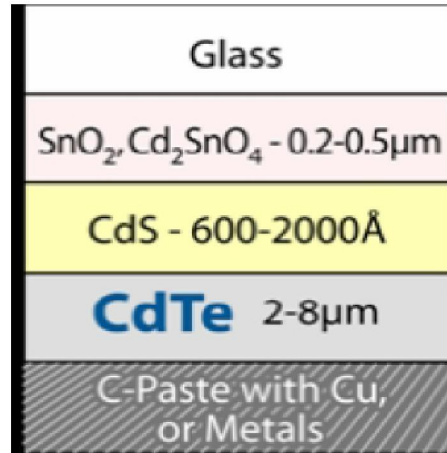 Glass
SnO₂, Cd₂SnO₄ - 0.2-0.5µm
CdS - 600-2000Å
CdTe 2-8µm
C-Paste with Cu,
or Metals